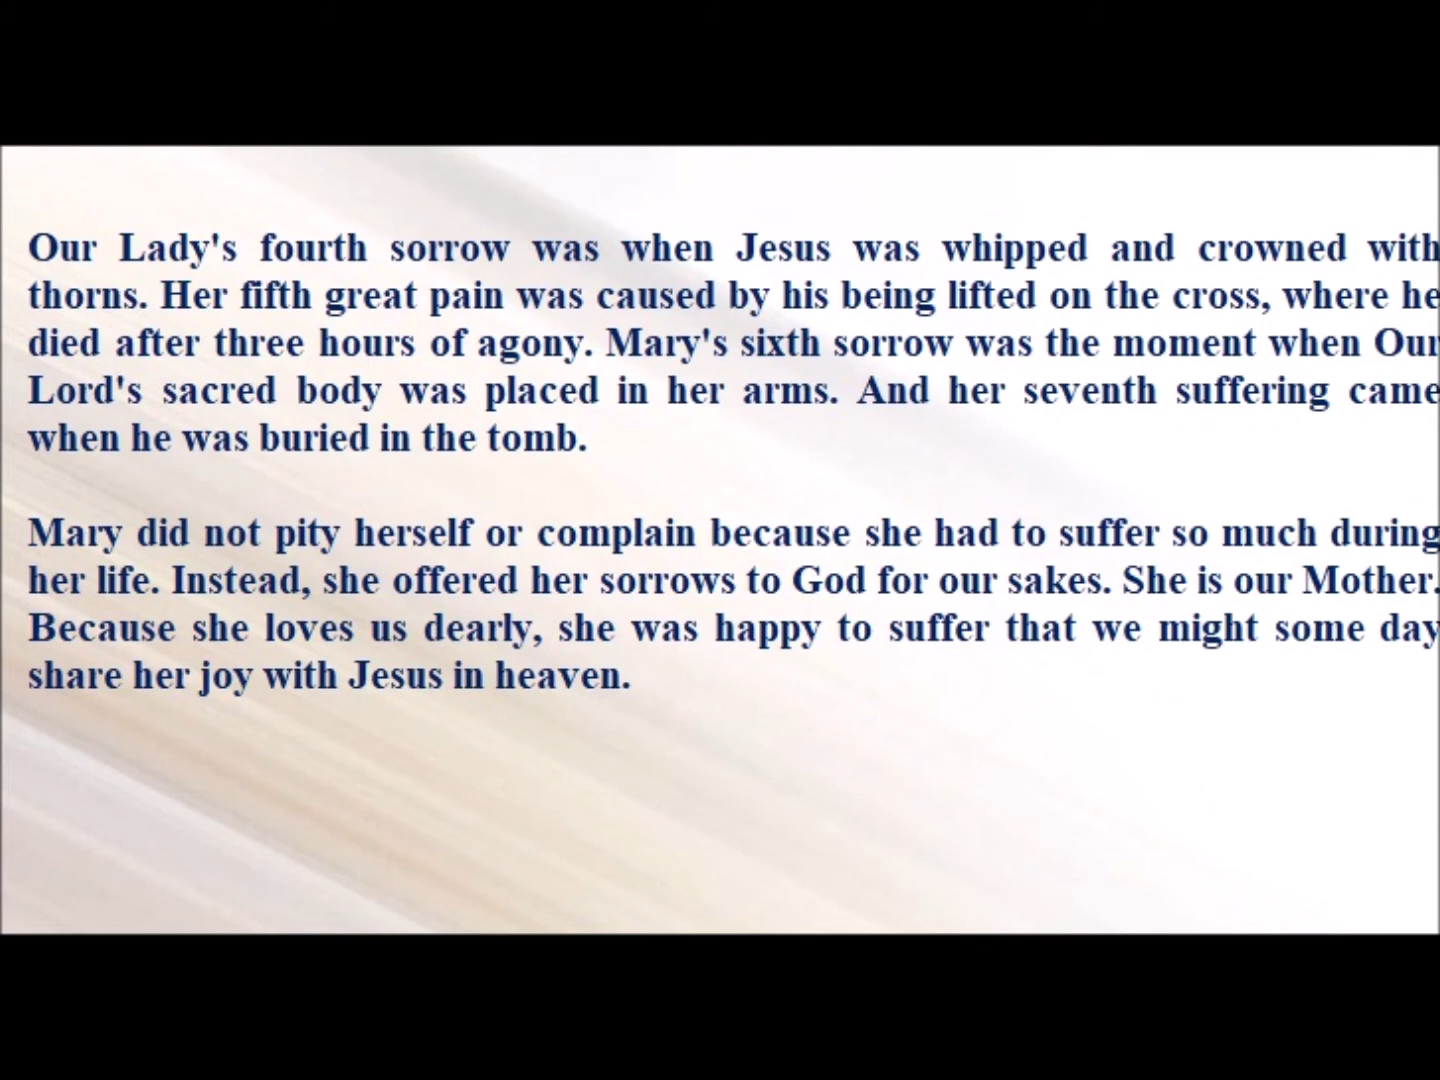 Our Lady's fourth sorrow was when Jesus was whipped and crowned with
thorns. Her fifth great pain was caused by his being lifted on the cross, where he
died after three hours of agony. Mary's sixth sorrow was the moment when Our
Lord's sacred body was placed in her arms. And her seventh suffering came
when he was buried in the tomb.
Mary did not pity herself or complain because she had to suffer so much during
her life. Instead, she offered her sorrows to God for our sakes. She is our Mother.
Because she loves us dearly, she was happy to suffer that we might some day
share her joy with Jesus in heaven.